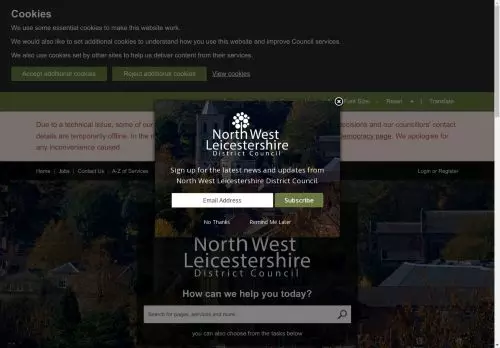 Cookies
We use some essential cookies to make this website work.
We would also like to set additional cookies to understand how you use this website and improve Council services.
We also use cookies set by other sites to help us deliver content from their services.
Accept additional cookies
Reject additional cookies
View cookies
Font Size:
Reset
+
Translate
Due to a technical issue, some of our
decisions and our councillors' contact
details are temporarily offline. In the
democracy page. We apologies for
any inconvenience caused.
Home | Jobs | Contact Us | A-Z of Services
Login or Register
North West
Leicestershire
District Council
Sign up for the latest news and updates from
North West Leicestershire District Council
Email Address
Subscribe
No Thanks
Remind Me Later
North West
Leicestershire
District Council
How can we help you today?
Search for pages, services and more...
you can also choose from the tasks below